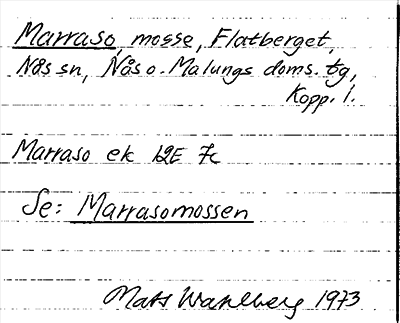 Marraso, mosse, Flatberget,
Nås sn, Nås o. Malungs doms. tg,
Kopp. l.
Marraso ek 12E 7c
Se: Marrasomossen
Mats Wahlberg 1973